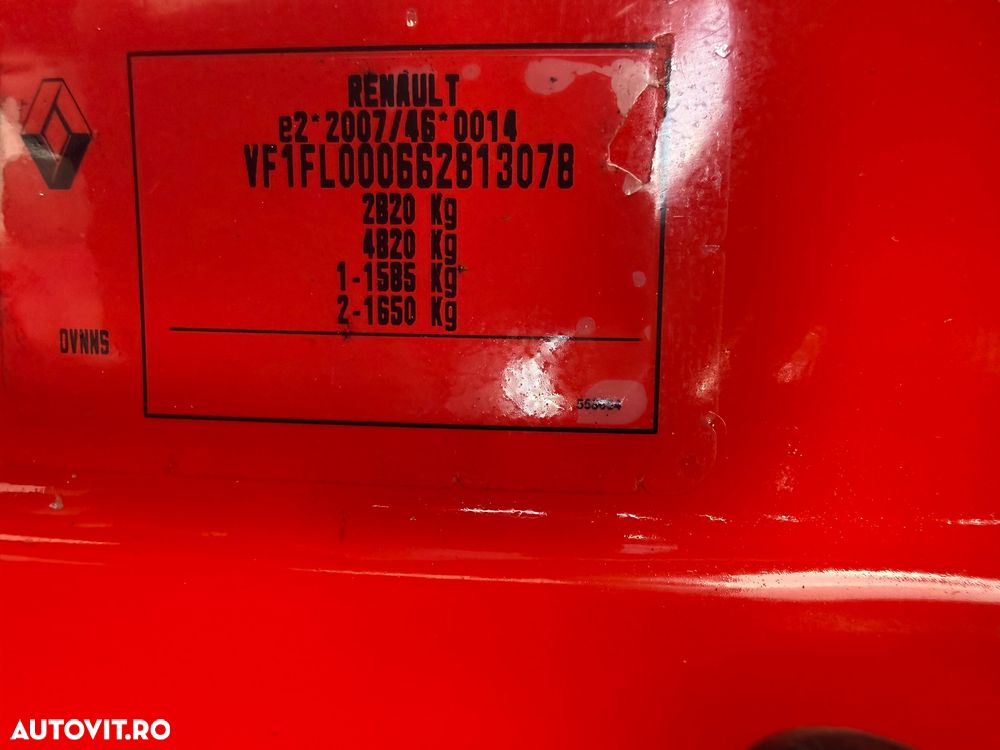 RENAULT
e2*2007/46*0014
VF1FL000662813078
2820 Kg
4820 Kg
1-1585 Kg
2-1650 Kg
DVNNS
AUTOVIT.RO